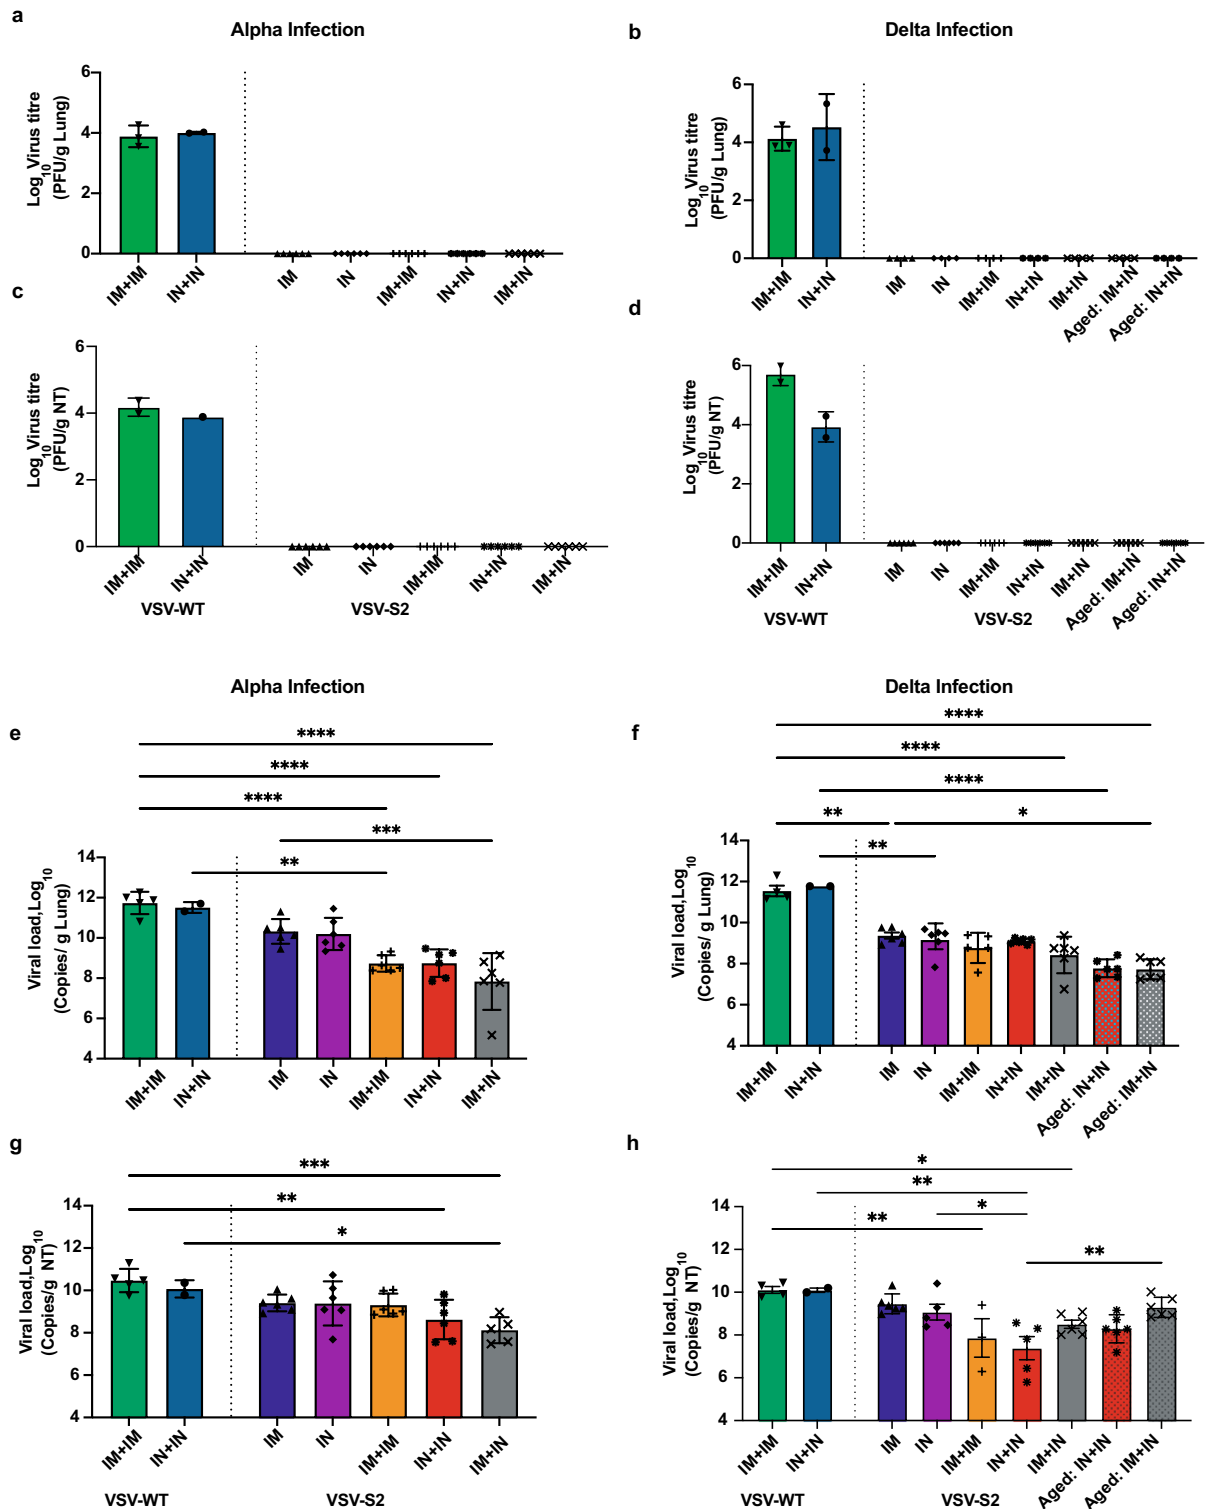 a
Alpha Infection
b
Delta Infection
Log10 Virus titre
(PFU/g Lung)
6
4
2
0
IM+IM
IN+IN
IM
IN
IM+IM
IN+IN
IM+IN
Log10 Virus titre
(PFU/g Lung)
6
4
2
0
IM+IM
IN+IN
IM
IN
IM+IM
IN+IN
IM+IN
Aged: IM+IN
Aged: IN+IN
c
Log10 Virus titre
(PFU/g NT)
6
4
2
0
IM+IM
IN+IN
IM
IN
IM+IM
IN+IN
IM+IN
VSV-WT
VSV-S2
d
Log10 Virus titre
(PFU/g NT)
6
4
2
0
IM+IM
IN+IN
IM
IN
IM+IM
IN+IN
IM+IN
Aged: IM+IN
Aged: IN+IN
VSV-WT
VSV-S2
Alpha Infection
Delta Infection
e
****
****
****
***
**
Viral load,Log10
(Copies/ g Lung)
14
12
10
8
6
4
IM+IM
IN+IN
IM
IN
IM+IM
IN+IN
IM+IN
f
****
****
****
**
*
**
Viral load,Log10
(Copies/ g Lung)
14
12
10
8
6
4
IM+IM
IN+IN
IM
IN
IM+IM
IN+IN
IM+IN
Aged: IN+IN
Aged: IM+IN
g
***
**
*
Viral load,Log10
(Copies/g NT)
14
12
10
8
6
4
IM+IM
IN+IN
IM
IN
IM+IM
IN+IN
IM+IN
VSV-WT
VSV-S2
h
*
**
*
**
**
Viral load,Log10
(Copies/g NT)
14
12
10
8
6
4
IM+IM
IN+IN
IM
IN
IM+IM
IN+IN
IM+IN
Aged: IN+IN
Aged: IM+IN
VSV-WT
VSV-S2